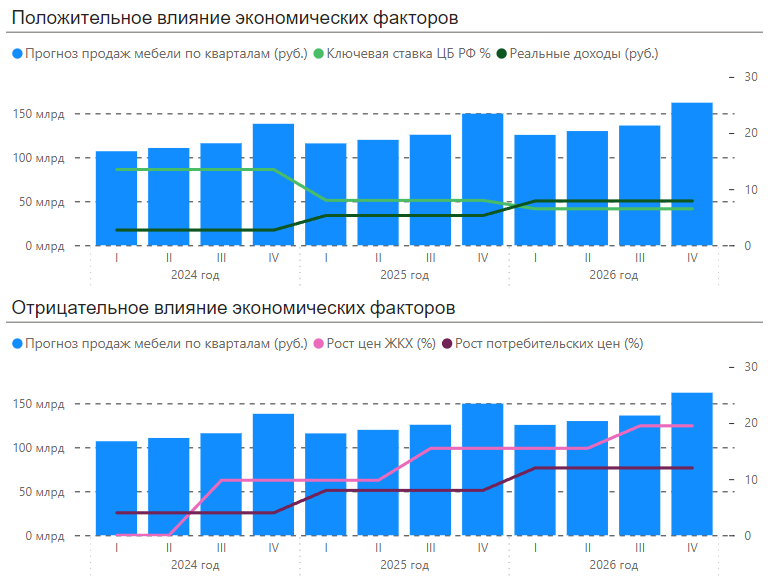 Положительное влияние экономических факторов
Прогноз продаж мебели по кварталам (руб.) Ключевая ставка ЦБ РФ % Реальные доходы (руб.)
30
150 млрд
20
100 млрд
50 млрд
10
0 млрд
0
I II III IV I II III IV I II III IV
2024 год 2025 год 2026 год
Отрицательное влияние экономических факторов
Прогноз продаж мебели по кварталам (руб.) Рост цен ЖКХ (%) Рост потребительских цен (%)
30
150 млрд
20
100 млрд
50 млрд
10
0 млрд
0
I II III IV I II III IV I II III IV
2024 год 2025 год 2026 год